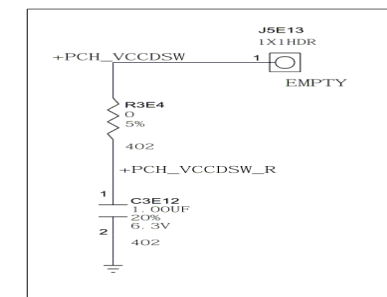 J5E13
1X1HDR
+PCH_VCCDSW
1
EMPTY
R3E4
0
5%
402
+PCH_VCCDSW_R
1
C3E12
1.00UF
20%
2
6.3V
402